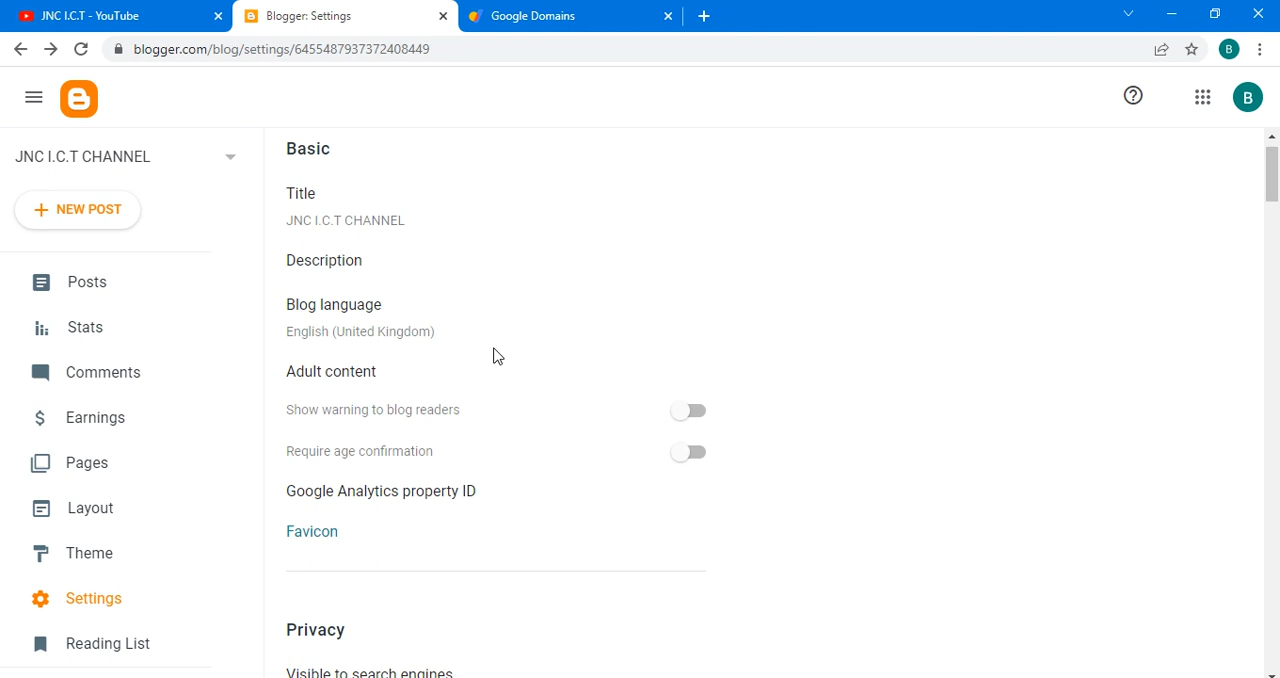 JNC I.C.T - YouTube
Blogger: Settings
Google Domains
blogger.com/blog/settings/6455487937372408449
B
B
JNC I.C.T CHANNEL
NEW POST
Posts
Stats
Comments
Earnings
Pages
Layout
Theme
Settings
Reading List
Basic
Title
JNC I.C.T CHANNEL
Description
Blog language
English (United Kingdom)
Adult content
Show warning to blog readers
Require age confirmation
Google Analytics property ID
Favicon
Privacy
Visible to search engines